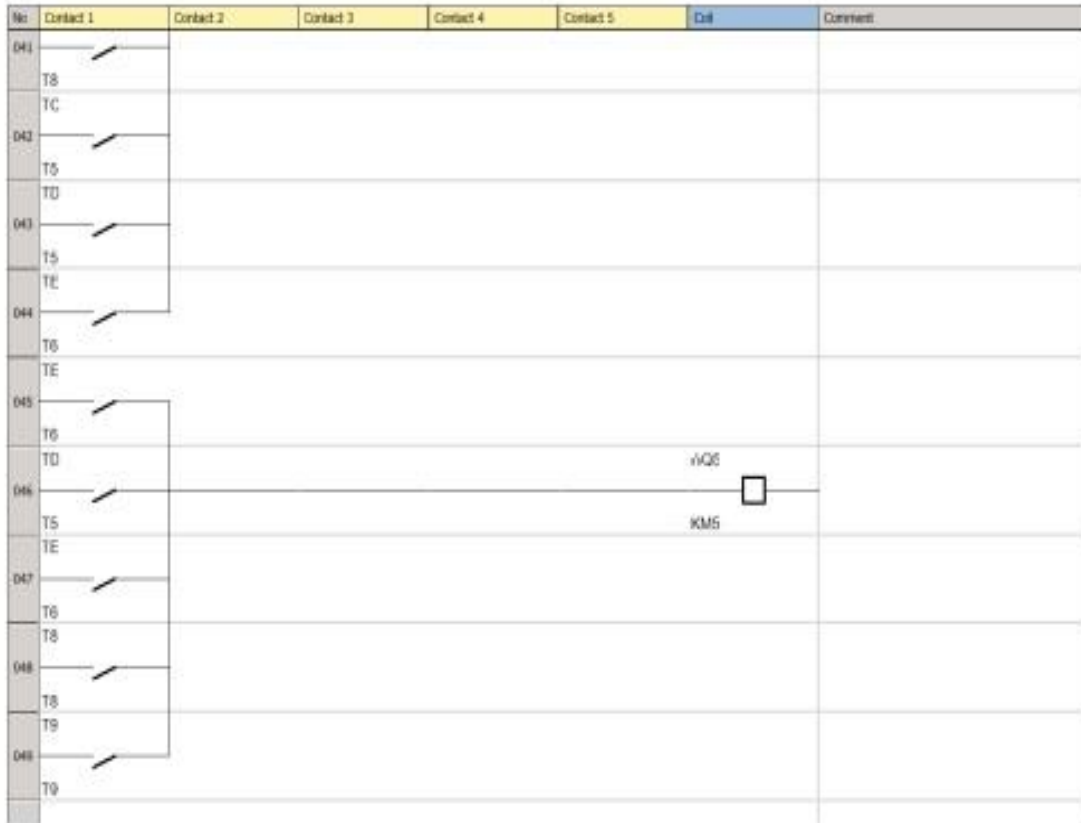 No Contact 1 Contact 2 Contact 3 Contact 4 Contact 5 Coil Comment
041
T8
TC
042
T5
TD
043
T5
TE
044
T6
TE
045
T6
TD
046
T5 KM5
TE
047
T6
T8
048
T8
T9
049
T9